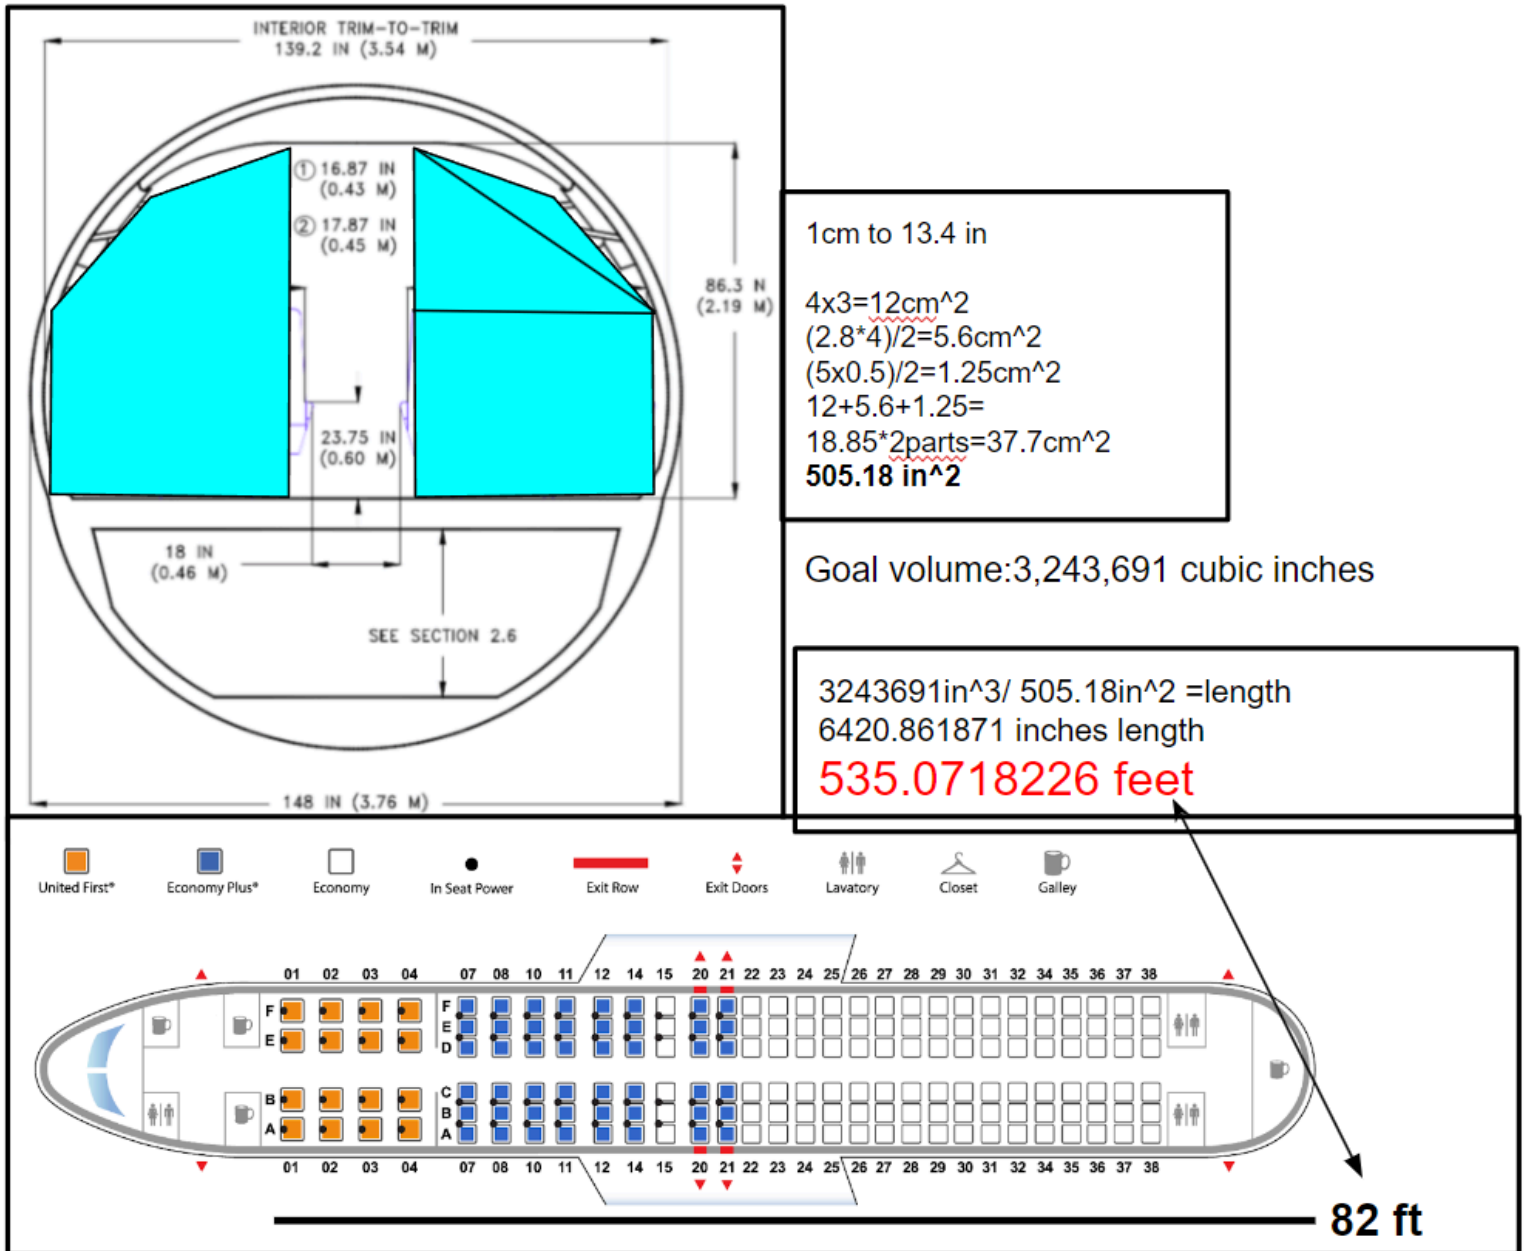 INTERIOR TRIM-TO-TRIM
139.2 IN (3.54 M)
1 16.87 IN
(0.43 M)
2 17.87 IN
(0.45 M)
86.3 N
(2.19 M)
23.75 IN
(0.60 M)
18 IN
(0.46 M)
SEE SECTION 2.6
148 IN (3.76 M)
1cm to 13.4 in
4x3=12cm^2
(2.8*4)/2=5.6cm^2
(5x0.5)/2=1.25cm^2
12+5.6+1.25=
18.85*2parts=37.7cm^2
505.18 in^2
Goal volume:3,243,691 cubic inches
3243691in^3/ 505.18in^2 =length
6420.861871 inches length
535.0718226 feet
United First®
Economy Plus®
Economy
In Seat Power
Exit Row
Exit Doors
Lavatory
Closet
Galley
01 02 03 04 07 08 10 11 12 14 15 20 21 22 23 24 25 26 27 28 29 30 31 32 34 35 36 37 38
F F
E E
D
B C
B
A A
01 02 03 04 07 08 10 11 12 14 15 20 21 22 23 24 25 26 27 28 29 30 31 32 34 35 36 37 38
82 ft